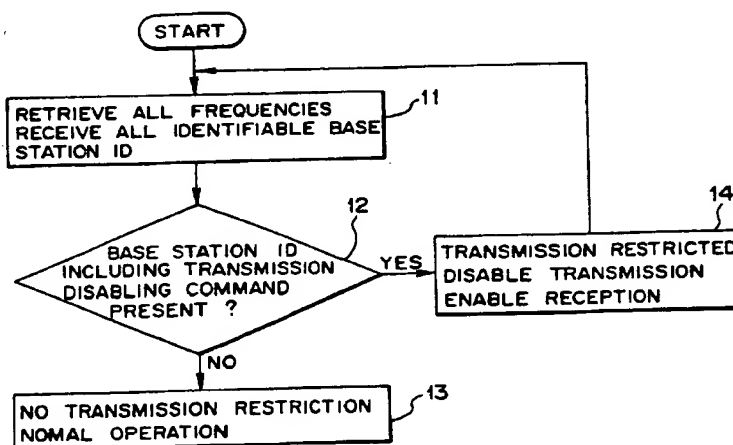 START
11
RETRIEVE ALL FREQUENCIES
RECEIVE ALL IDENTIFIABLE BASE
STATION ID
12
BASE STATION ID
INCLUDING TRANSMISSION
DISABLING COMMAND
PRESENT ?
YES
14
TRANSMISSION RESTRICTED
DISABLE TRANSMISSION
ENABLE RECEPTION
NO
13
NO TRANSMISSION RESTRICTION
NOMAL OPERATION